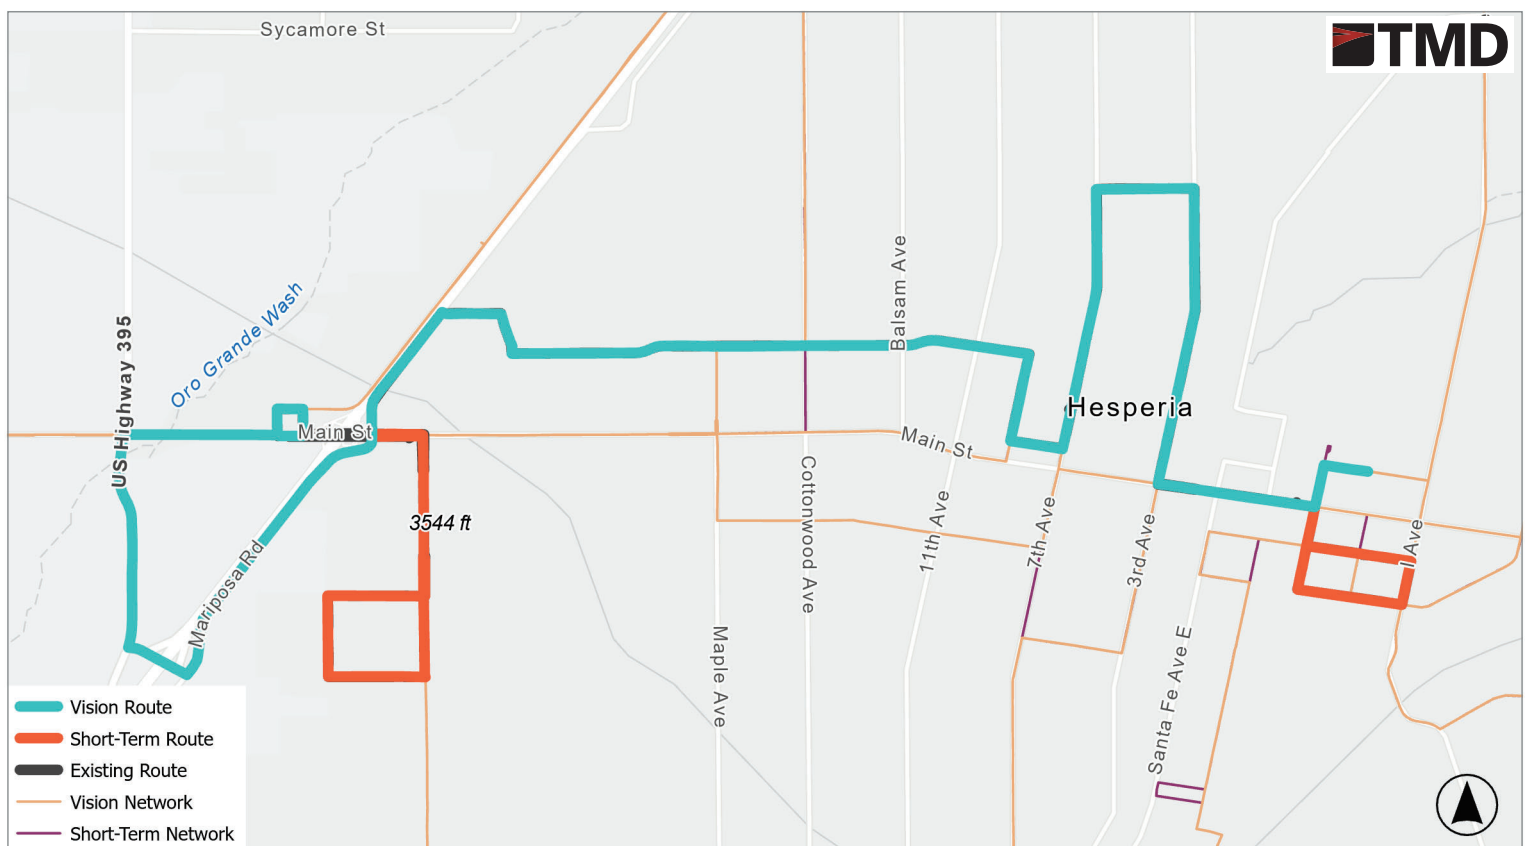 Sycamore St
TMD
Balsam Ave
Oro Grande Wash
US Highway 395
Hesperia
Main St
Main St
Cottonwood Ave
11th Ave
7th Ave
3rd Ave
I Ave
3544 ft
Mariposa Rd
Maple Ave
Santa Fe Ave E
Vision Route
Short-Term Route
Existing Route
Vision Network
Short-Term Network